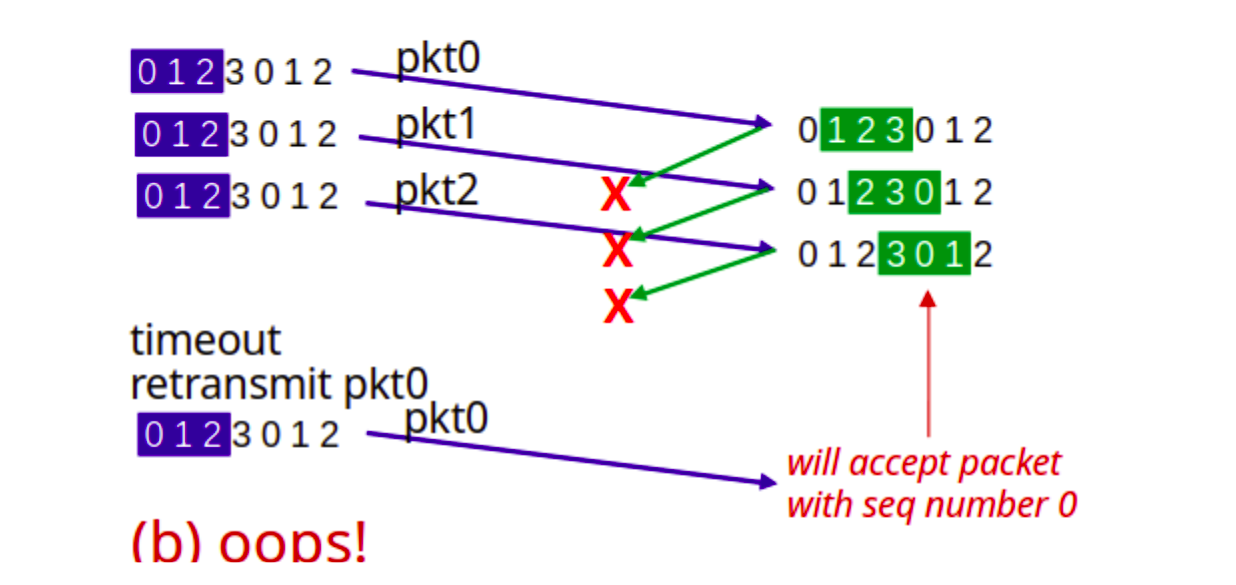 0 1 2 3 0 1 2
pkt0
0 1 2 3 0 1 2
0 1 2 3 0 1 2
pkt1
X
0 1 2 3 0 1 2
0 1 2 3 0 1 2
pkt2
X
0 1 2 3 0 1 2
X
timeout
retransmit pkt0
0 1 2 3 0 1 2
pkt0
will accept packet
with seq number 0
(b) oops!